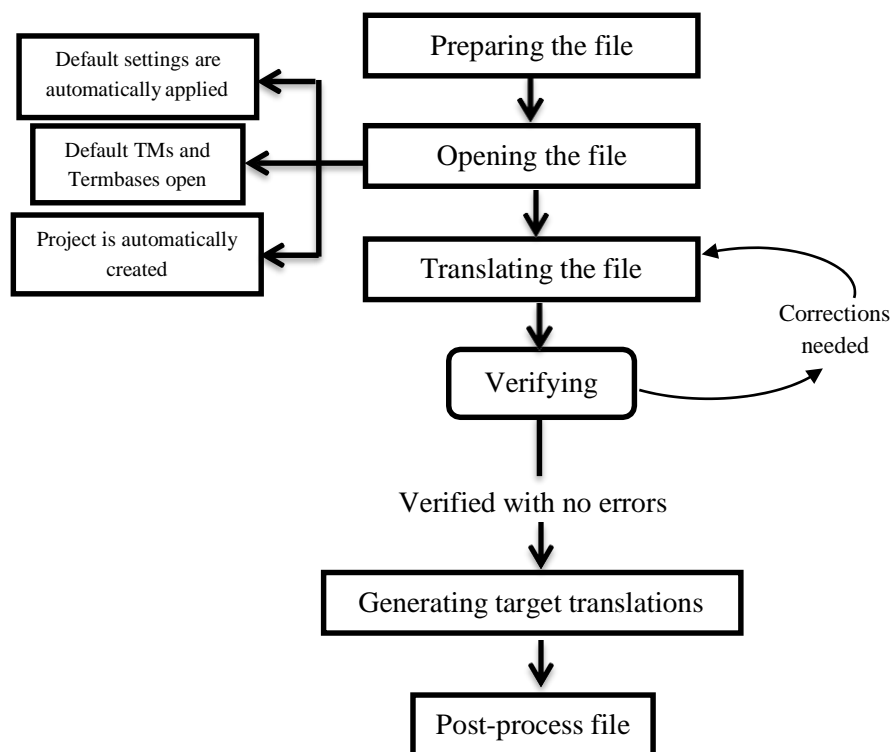 Preparing the file
Default settings are
automatically applied
Opening the file
Default TMs and
Termbases open
Project is automatically
created
Translating the file
Corrections
needed
Verifying
Verified with no errors
Generating target translations
Post-process file